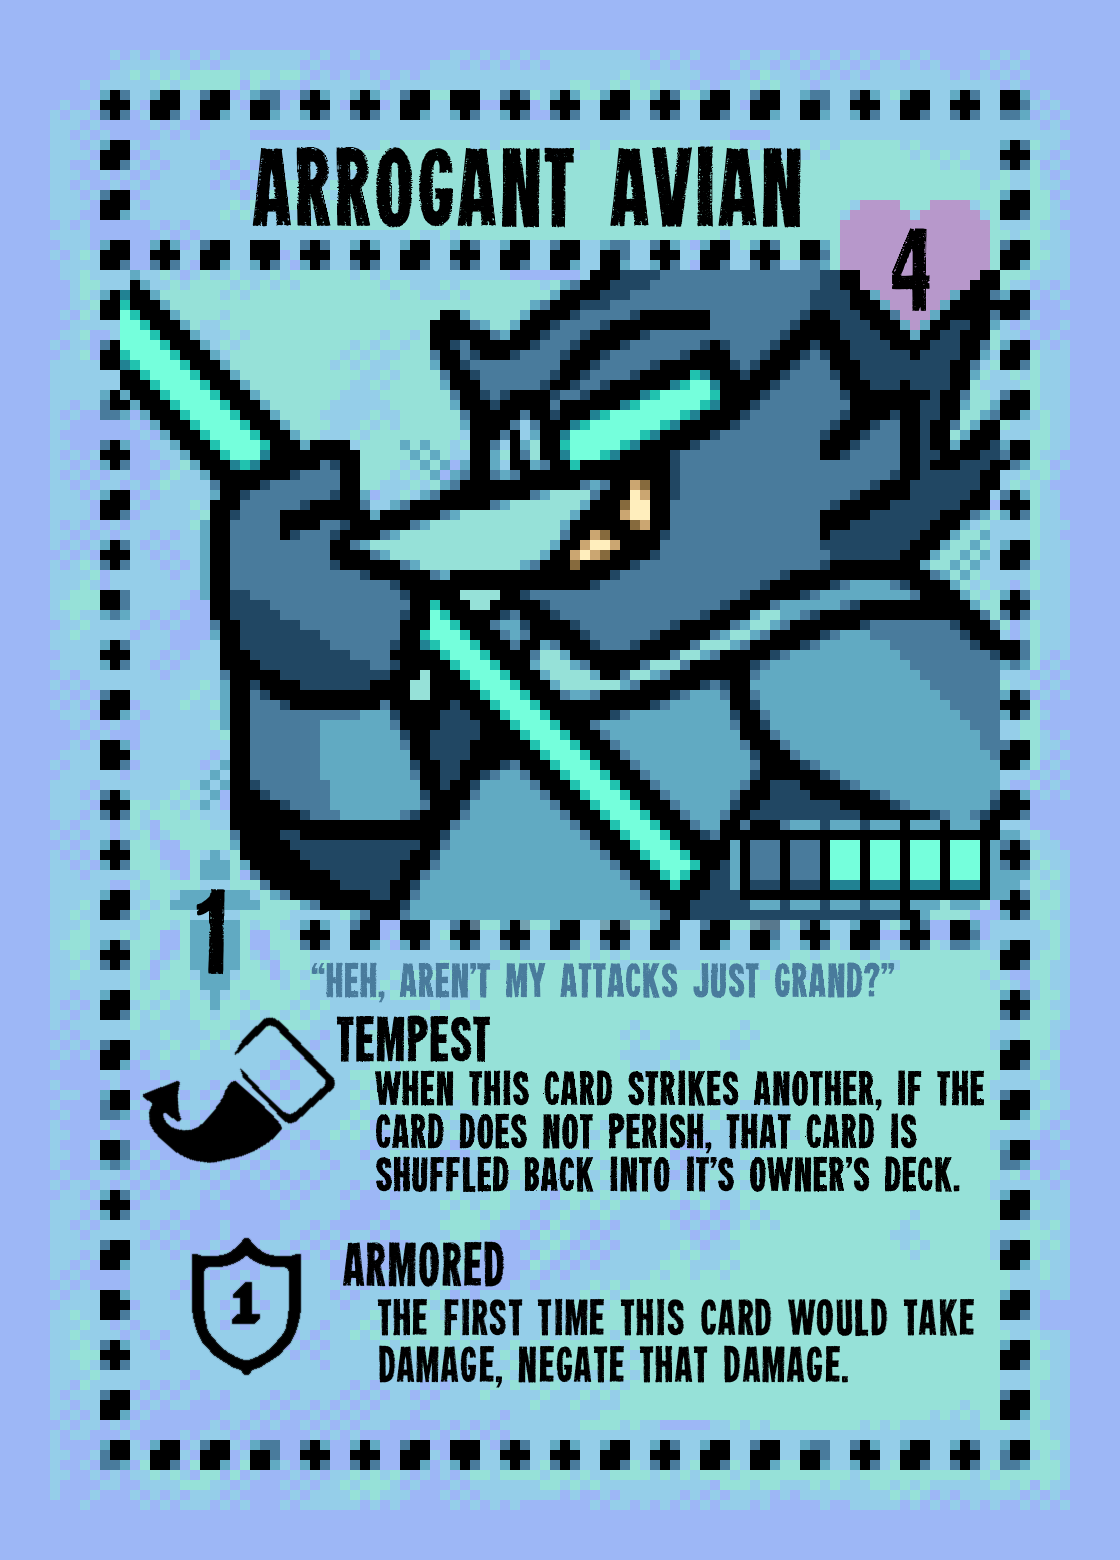 ARROGANT AVIAN
4
1
“HEH, AREN’T MY ATTACKS JUST GRAND?”
TEMPEST
WHEN THIS CARD STRIKES ANOTHER, IF THE
CARD DOES NOT PERISH, THAT CARD IS
SHUFFLED BACK INTO IT’S OWNER’S DECK.
1
ARMORED
THE FIRST TIME THIS CARD WOULD TAKE
DAMAGE, NEGATE THAT DAMAGE.